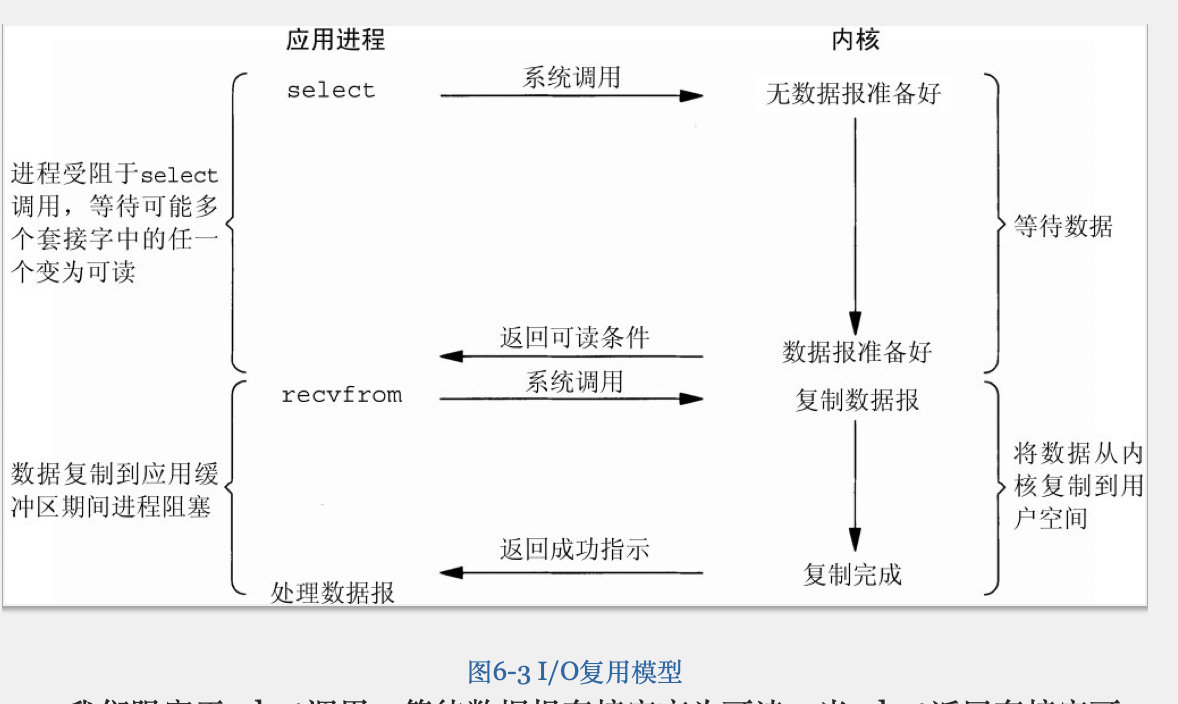 应用进程
内核
select
系统调用
无数据报准备好
进程受阻于select
调用，等待可能多
个套接字中的任一
个变为可读
等待数据
返回可读条件
数据报准备好
recvfrom
系统调用
复制数据报
数据复制到应用缓
冲区期间进程阻塞
将数据从内
核复制到用
户空间
返回成功指示
复制完成
处理数据报
图6-3 I/O复用模型